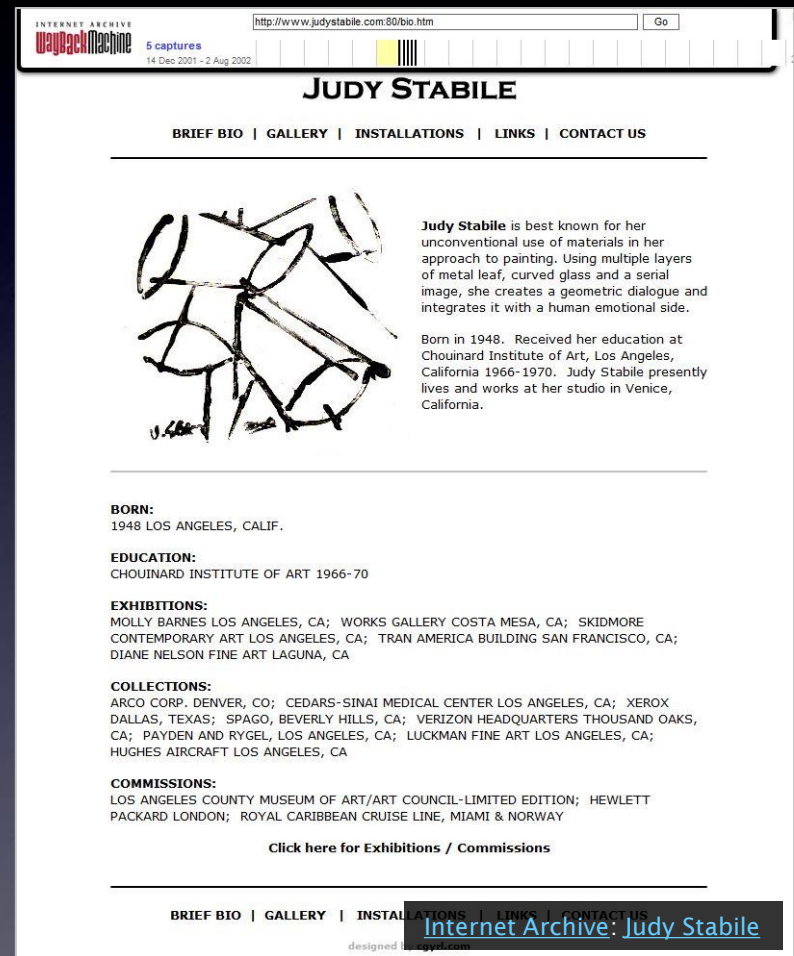 INTERNET ARCHIVE
WayBackMachine
http://www.judystabile.com:80/bio.htm
Go
5 captures
14 Dec 2001 - 2 Aug 2002
JUDY STABILE
BRIEF BIO | GALLERY | INSTALLATIONS | LINKS | CONTACT US
Judy Stabile is best known for her
unconventional use of materials in her
approach to painting. Using multiple layers
of metal leaf, curved glass and a serial
image, she creates a geometric dialogue and
integrates it with a human emotional side.
Born in 1948. Received her education at
Chouinard Institute of Art, Los Angeles,
California 1966-1970. Judy Stabile presently
lives and works at her studio in Venice,
California.
BORN:
1948 LOS ANGELES, CALIF.
EDUCATION:
CHOUINARD INSTITUTE OF ART 1966-70
EXHIBITIONS:
MOLLY BARNES LOS ANGELES, CA; WORKS GALLERY COSTA MESA, CA; SKIDMORE
CONTEMPORARY ART LOS ANGELES, CA; TRAN AMERICA BUILDING SAN FRANCISCO, CA;
DIANE NELSON FINE ART LAGUNA, CA
COLLECTIONS:
ARCO CORP. DENVER, CO; CEDARS-SINAI MEDICAL CENTER LOS ANGELES, CA; XEROX
DALLAS, TEXAS; SPAGO, BEVERLY HILLS, CA; VERIZON HEADQUARTERS THOUSAND OAKS,
CA; PAYDEN AND RYGEL, LOS ANGELES, CA; LUCKMAN FINE ART LOS ANGELES, CA;
HUGHES AIRCRAFT LOS ANGELES, CA
COMMISSIONS:
LOS ANGELES COUNTY MUSEUM OF ART/ART COUNCIL-LIMITED EDITION; HEWLETT
PACKARD LONDON; ROYAL CARIBBEAN CRUISE LINE, MIAMI & NORWAY
Click here for Exhibitions / Commissions
BRIEF BIO | GALLERY | INSTALLATIONS | LINKS | CONTACT US
Internet Archive: Judy Stabile
designed by cgyrl.com